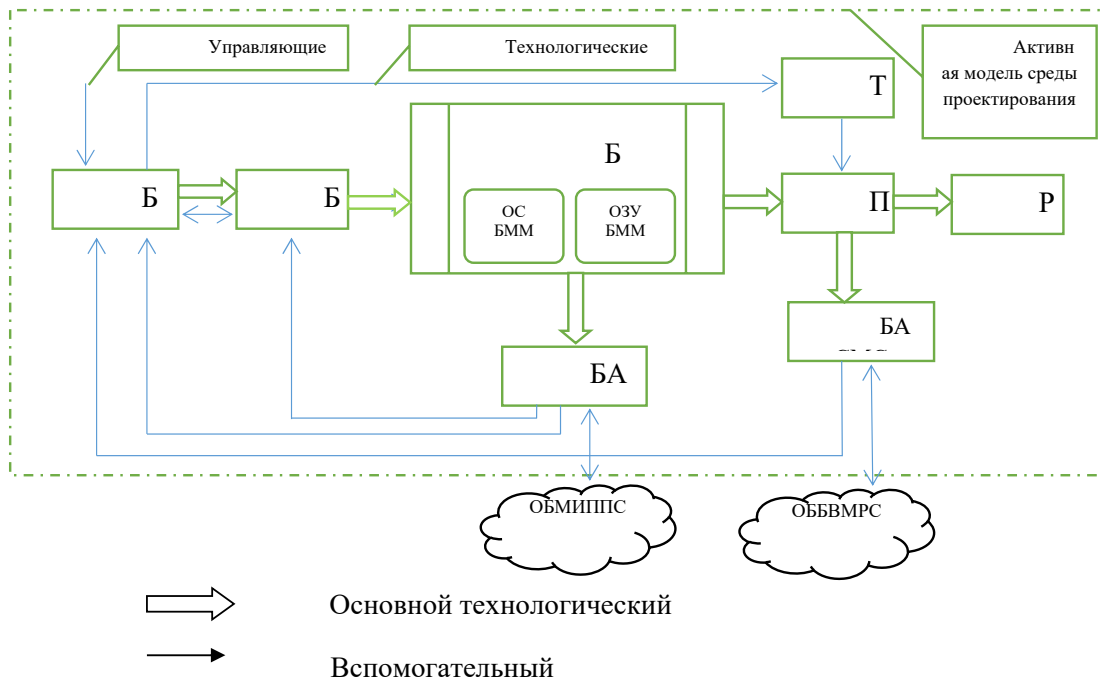 Управляющие
Технологические
Активн
ая модель среды
проектирования
Т
Б
Б
Б
ОС
БММ
ОЗУ
БММ
П
Р
БА
БА
ОБМИППС
ОББВМРС
Основной технологический
Вспомогательный